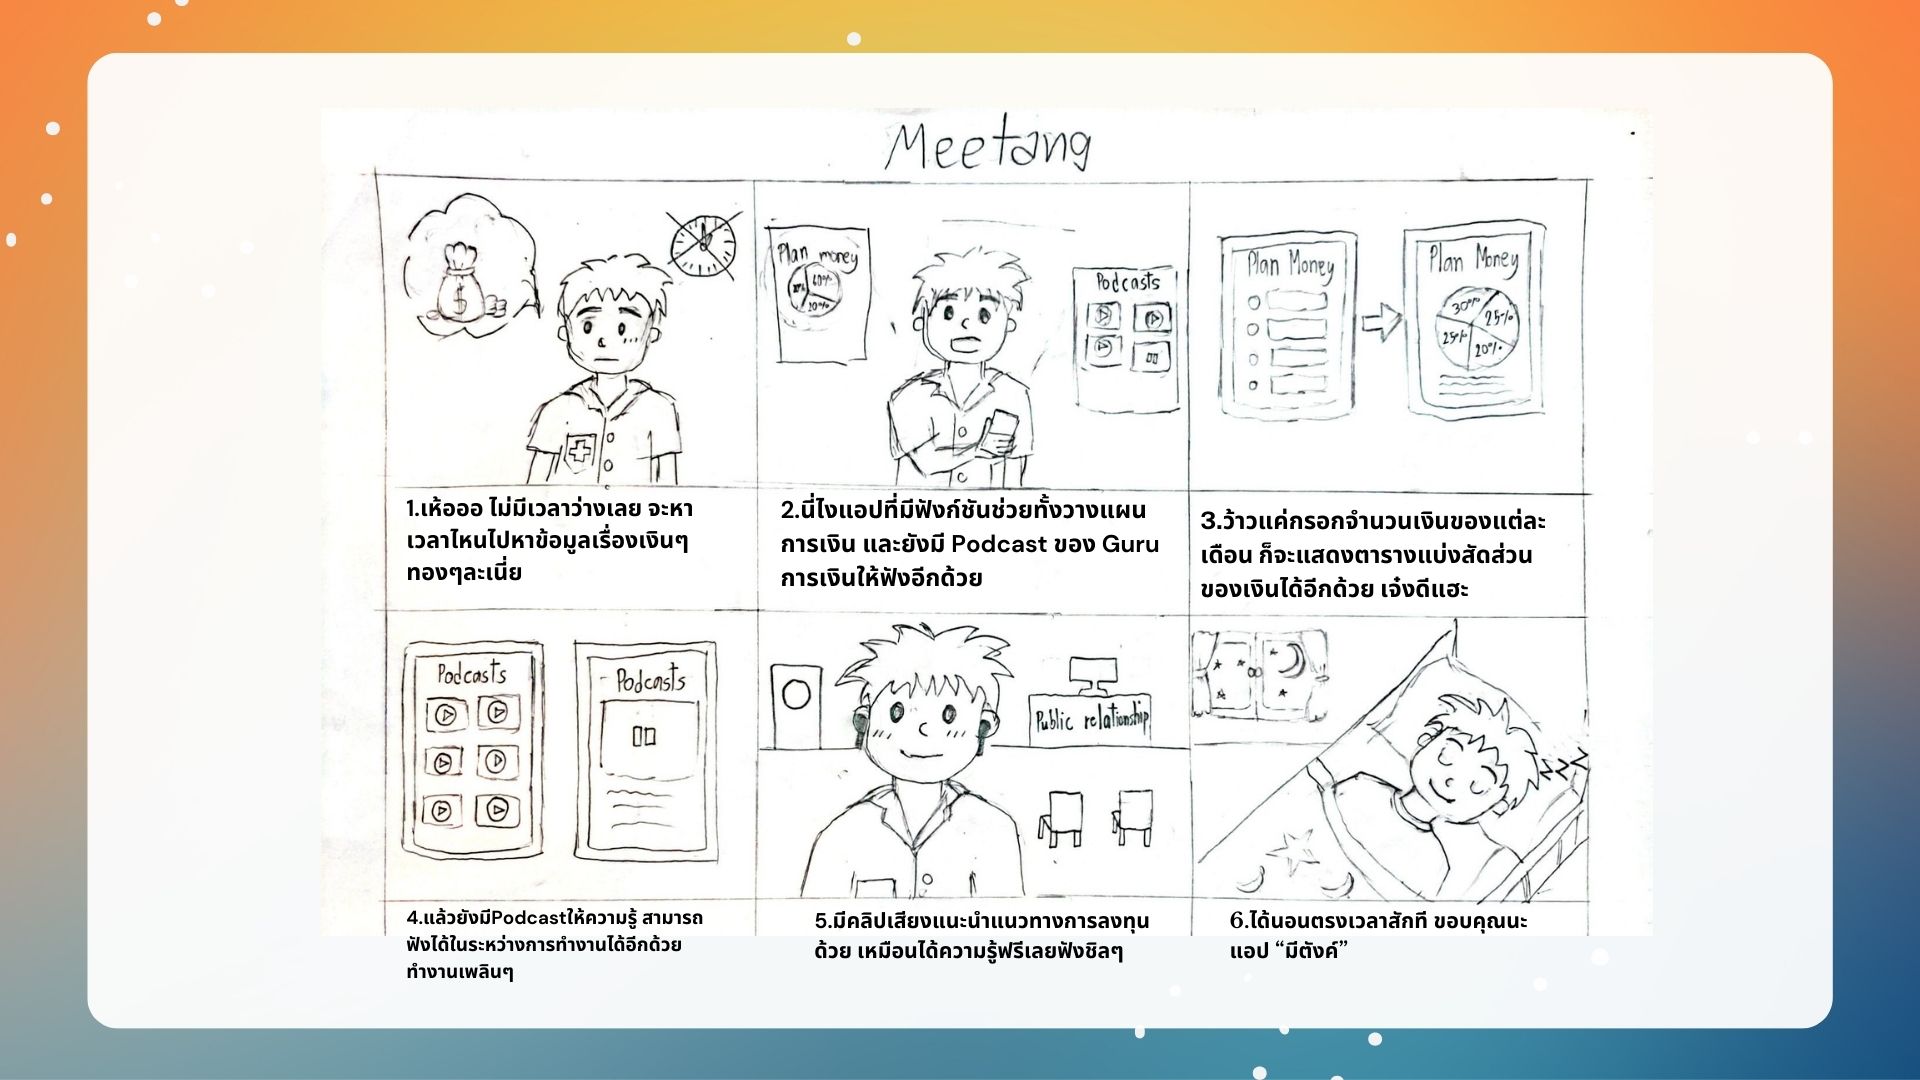 Meetang
Plan money
60%
20%
Podcasts
Plan Money
Plan Money
30%
25%
25%
20%
1.เห้อออ ไม่มีเวลาว่างเลย จะหา
เวลาไหนไปหาข้อมูลเรื่องเงินๆ
ทองๆละเนี่ย
2.นี่ไงแอปที่มีฟังก์ชันช่วยทั้งวางแผน
การเงิน และยังมี Podcast ของ Guru
การเงินให้ฟังอีกด้วย
3.ว้าวแค่กรอกจำนวนเงินของแต่ละ
เดือน ก็จะแสดงตารางแบ่งสัดส่วน
ของเงินได้อีกด้วย เจ๋งดีแฮะ
Podcasts
Podcasts
Public relationship
zzz
4.แล้วยังมีPodcastให้ความรู้ สามารถ
ฟังได้ในระหว่างการทำงานได้อีกด้วย
ทำงานเพลินๆ
5.มีคลิปเสียงแนะนำแนวทางการลงทุน
ด้วย เหมือนได้ความรู้ฟรีเลยฟังชิลๆ
6.ได้นอนตรงเวลาสักที ขอบคุณนะ
แอป “มีตังค์”